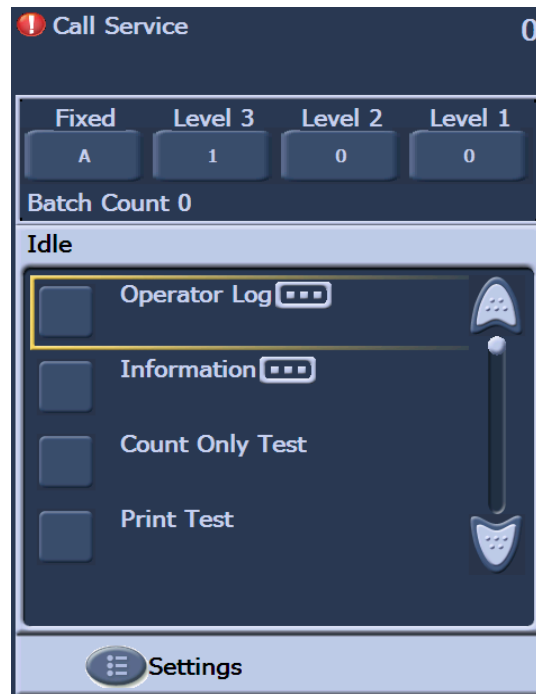 Call Service 0
Fixed Level 3 Level 2 Level 1
A 1 0 0
Batch Count 0
Idle
Operator Log
Information
Count Only Test
Print Test
Settings